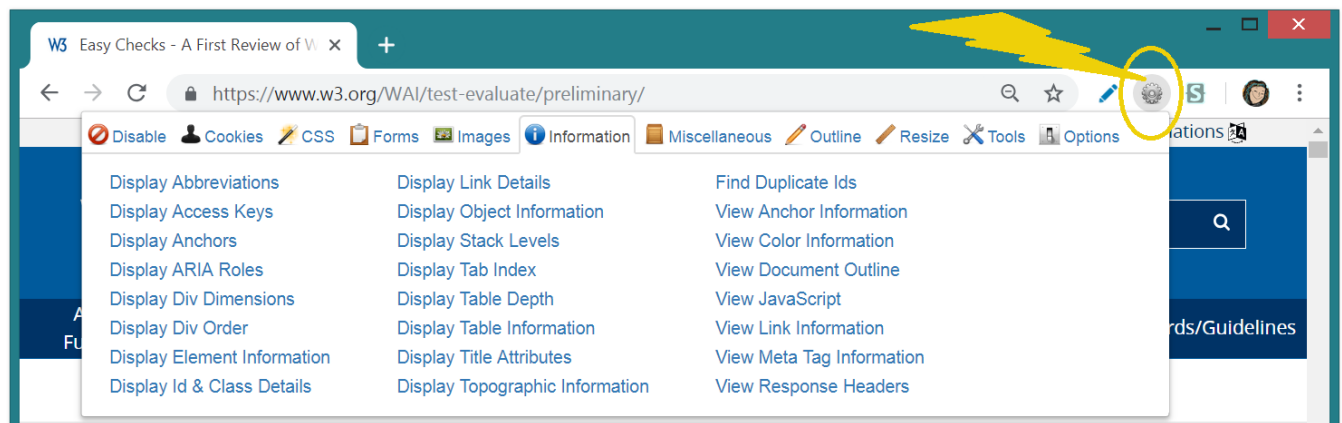 W3 Easy Checks - A First Review of W
https://www.w3.org/WAI/test-evaluate/preliminary/
S
Disable Cookies CSS Forms Images Information Miscellaneous Outline Resize Tools Options
Display Abbreviations Display Link Details Find Duplicate Ids
Display Access Keys Display Object Information View Anchor Information
Display Anchors Display Stack Levels View Color Information
Display ARIA Roles Display Tab Index View Document Outline
Display Div Dimensions Display Table Depth View JavaScript
Display Div Order Display Table Information View Link Information
Display Element Information Display Title Attributes View Meta Tag Information
Display Id & Class Details Display Topographic Information View Response Headers
ations
rds/Guidelines
Fu